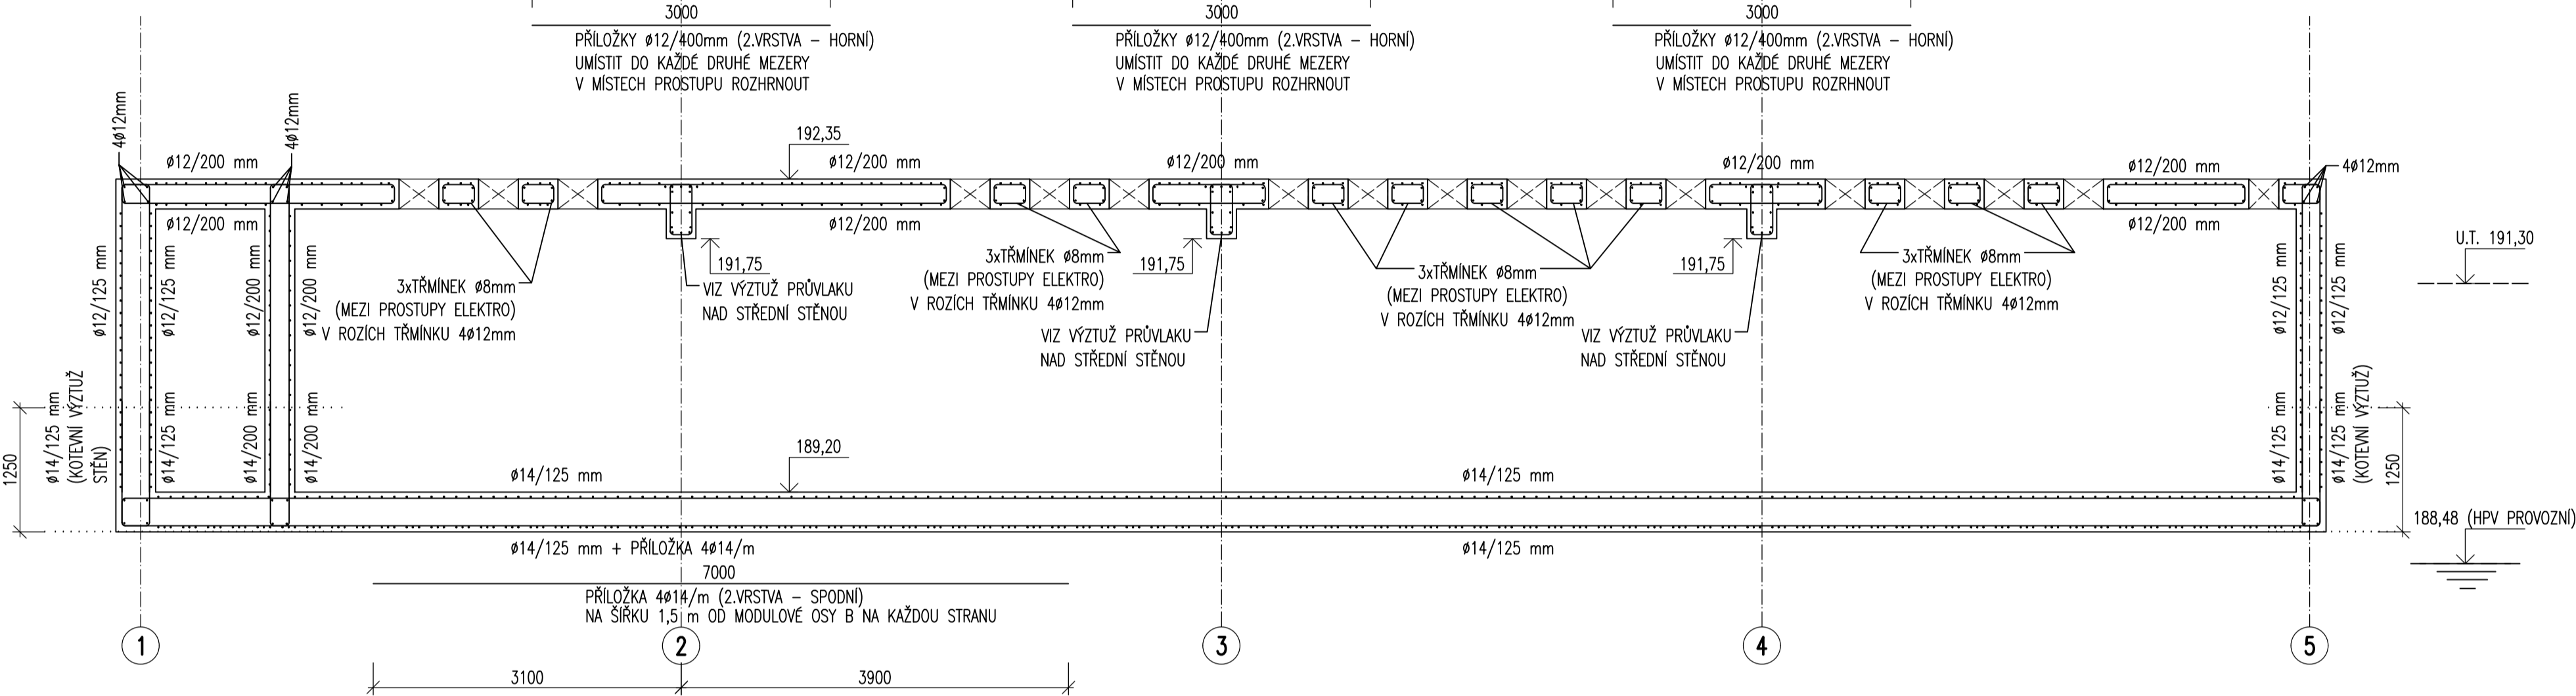 3000
PŘÍLOŽKY ø12/400mm (2.VRSTVA – HORNÍ)
UMÍSTIT DO KAŽDÉ DRUHÉ MEZERY
V MÍSTECH PROSTUPU ROZHRNOUT
3000
PŘÍLOŽKY ø12/400mm (2.VRSTVA – HORNÍ)
UMÍSTIT DO KAŽDÉ DRUHÉ MEZERY
V MÍSTECH PROSTUPU ROZHRNOUT
3000
PŘÍLOŽKY ø12/400mm (2.VRSTVA – HORNÍ)
UMÍSTIT DO KAŽDÉ DRUHÉ MEZERY
V MÍSTECH PROSTUPU ROZRHNOUT
4ø12mm
4ø12mm
192,35
ø12/200 mm
ø12/200 mm
ø12/200 mm
ø12/200 mm
ø12/200 mm
4ø12mm
ø12/200 mm
ø12/200 mm
ø12/200 mm
ø12/125 mm
ø12/125 mm
ø12/200 mm
ø12/200 mm
3xTŘMÍNEK ø8mm
(MEZI PROSTUPY ELEKTRO)
V ROZÍCH TŘMÍNKU 4ø12mm
191,75
VIZ VÝZTUŽ PRŮVLAKU
NAD STŘEDNÍ STĚNOU
3xTŘMÍNEK ø8mm
(MEZI PROSTUPY ELEKTRO)
V ROZÍCH TŘMÍNKU 4ø12mm
191,75
VIZ VÝZTUŽ PRŮVLAKU
NAD STŘEDNÍ STĚNOU
3xTŘMÍNEK ø8mm
(MEZI PROSTUPY ELEKTRO)
V ROZÍCH TŘMÍNKU 4ø12mm
191,75
VIZ VÝZTUŽ PRŮVLAKU
NAD STŘEDNÍ STĚNOU
3xTŘMÍNEK ø8mm
(MEZI PROSTUPY ELEKTRO)
V ROZÍCH TŘMÍNKU 4ø12mm
ø12/125 mm
ø12/125 mm
U.T. 191,30
1250
ø14/125 mm
(KOTEVNÍ VÝZTUŽ
STĚN)
ø14/125 mm
ø14/200 mm
ø14/200 mm
189,20
ø14/125 mm
ø14/125 mm
ø14/125 mm
ø14/125 mm
(KOTEVNÍ VÝZTUŽ)
1250
188,48 (HPV PROVOZNÍ)
ø14/125 mm + PŘÍLOŽKA 4ø14/m
ø14/125 mm
7000
PŘÍLOŽKA 4ø14/m (2.VRSTVA – SPODNÍ)
NA ŠÍŘKU 1,5 m OD MODULOVÉ OSY B NA KAŽDOU STRANU
1
2
3
4
5
3100
3900